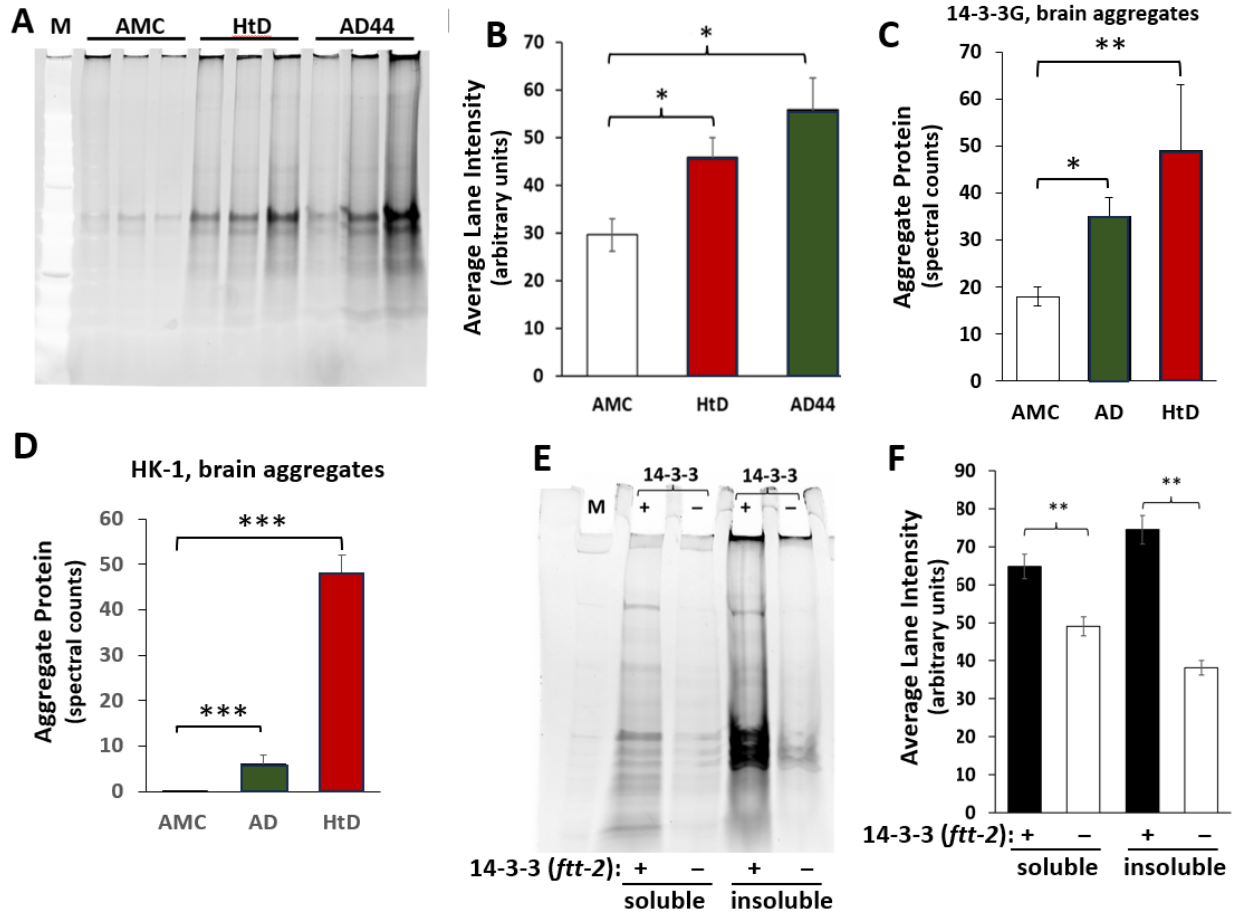 A
M AMC HtD AD44
B
Average Lane Intensity
(arbitrary units)
70
60
50
40
30
20
10
0
*
*
AMC HtD AD44
C
14-3-3G, brain aggregates
Aggregate Protein
(spectral counts)
70
60
50
40
30
20
10
0
**
*
AMC AD HtD
D
HK-1, brain aggregates
Aggregate Protein
(spectral counts)
60
50
40
30
20
10
0
***
***
AMC AD HtD
E
14-3-3 14-3-3
M + – + –
14-3-3 (ftt-2): + – + –
soluble insoluble
F
Average Lane Intensity
(arbitrary units)
90
80
70
60
50
40
30
20
10
0
**
**
14-3-3 (ftt-2): + – + –
soluble insoluble